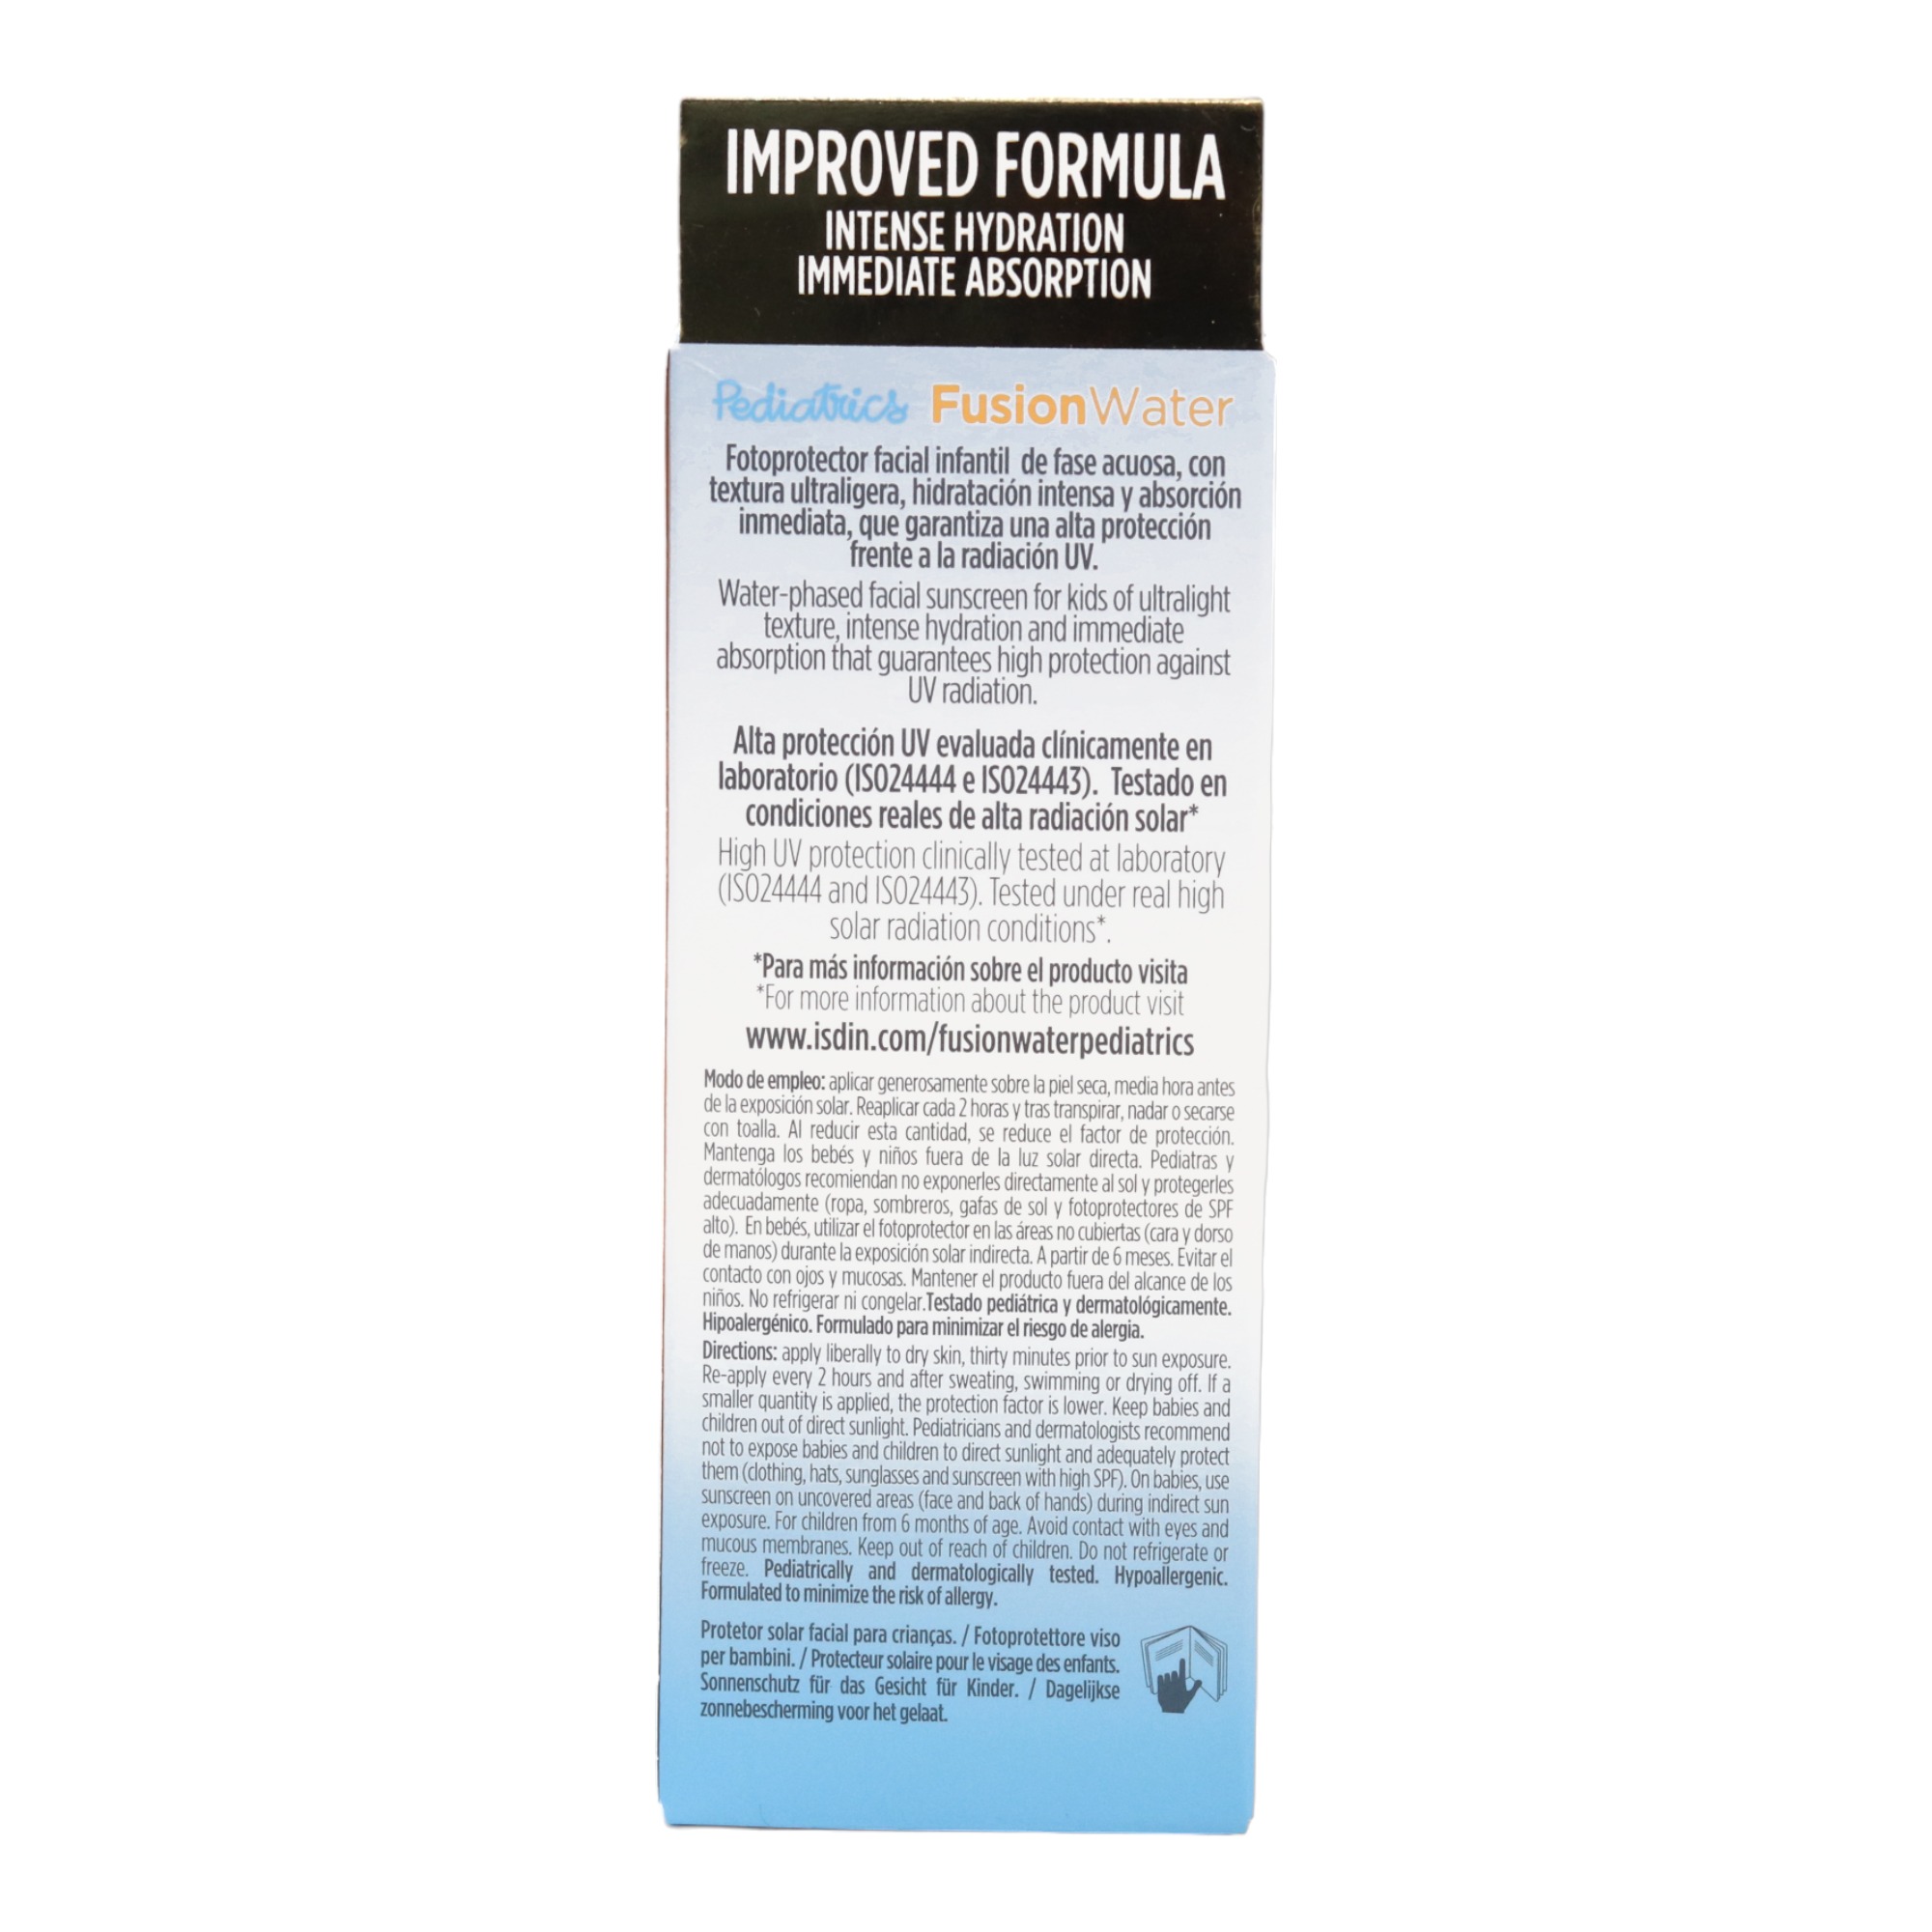 IMPROVED FORMULA
INTENSE HYDRATION
IMMEDIATE ABSORPTION
Pediatrics FusionWater
Fotoprotector facial infantil de fase acuosa, con
textura ultraligera, hidratación intensa y absorción
inmediata, que garantiza una alta protección
frente a la radiación UV.
Water-phased facial sunscreen for kids of ultralight
texture, intense hydration and immediate
absorption that guarantees high protection against
UV radiation.
Alta protección UV evaluada clínicamente en
laboratorio (ISO24444 e ISO24443). Testado en
condiciones reales de alta radiación solar*
High UV protection clinically tested at laboratory
(ISO24444 and ISO24443). Tested under real high
solar radiation conditions*.
*Para más información sobre el producto visita
*For more information about the product visit
www.isdin.com/fusionwaterpediatrics
Modo de empleo: aplicar generosamente sobre la piel seca, media hora antes
de la exposición solar. Reaplicar cada 2 horas y tras transpirar, nadar o secarse
con toalla. Al reducir esta cantidad, se reduce el factor de protección.
Mantenga los bebés y niños fuera de la luz solar directa. Pediatras y
dermatólogos recomiendan no exponerles directamente al sol y protegerles
adecuadamente (ropa, sombreros, gafas de sol y fotoprotectores de SPF
alto). En bebés, utilizar el fotoprotector en las áreas no cubiertas (cara y dorso
de manos) durante la exposición solar indirecta. A partir de 6 meses. Evitar el
contacto con ojos y mucosas. Mantener el producto fuera del alcance de los
niños. No refrigerar ni congelar.Testado pediátrica y dermatológicamente.
Hipoalergénico. Formulado para minimizar el riesgo de alergia.
Directions: apply liberally to dry skin, thirty minutes prior to sun exposure.
Re-apply every 2 hours and after sweating, swimming or drying off. If a
smaller quantity is applied, the protection factor is lower. Keep babies and
children out of direct sunlight. Pediatricians and dermatologists recommend
not to expose babies and children to direct sunlight and adequately protect
them (clothing, hats, sunglasses and sunscreen with high SPF). On babies, use
sunscreen on uncovered areas (face and back of hands) during indirect sun
exposure. For children from 6 months of age. Avoid contact with eyes and
mucous membranes. Keep out of reach of children. Do not refrigerate or
freeze. Pediatrically and dermatologically tested. Hypoallergenic.
Formulated to minimize the risk of allergy.
Protetor solar facial para crianças. / Fotoprotettore viso
per bambini. / Protecteur solaire pour le visage des enfants.
Sonnenschutz für das Gesicht für Kinder. / Dagelijkse
zonnebescherming voor het gelaat.